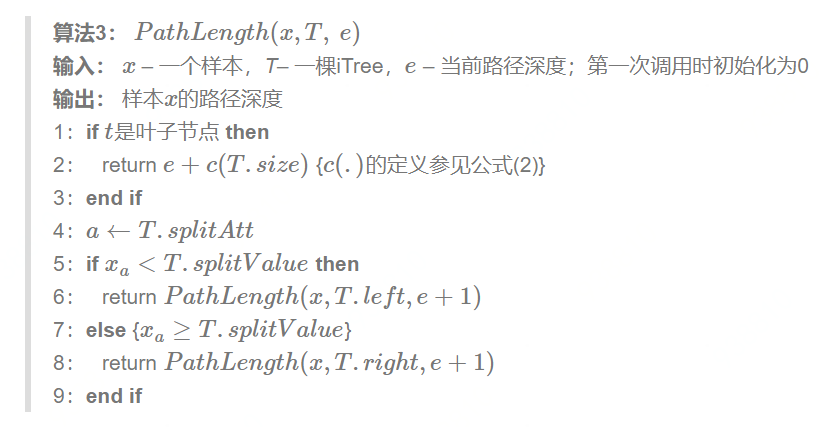 算法3： PathLength(x, T, e)
输入： x – 一个样本，T– 一棵iTree，e – 当前路径深度；第一次调用时初始化为0
输出： 样本x的路径深度
1：if t是叶子节点 then
2： return e + c(T.size) {c(.)的定义参见公式(2)}
3：end if
4：a ← T.splitAtt
5：if xₐ < T.splitValue then
6： return PathLength(x, T.left, e + 1)
7：else {xₐ ≥ T.splitValue}
8： return PathLength(x, T.right, e + 1)
9：end if